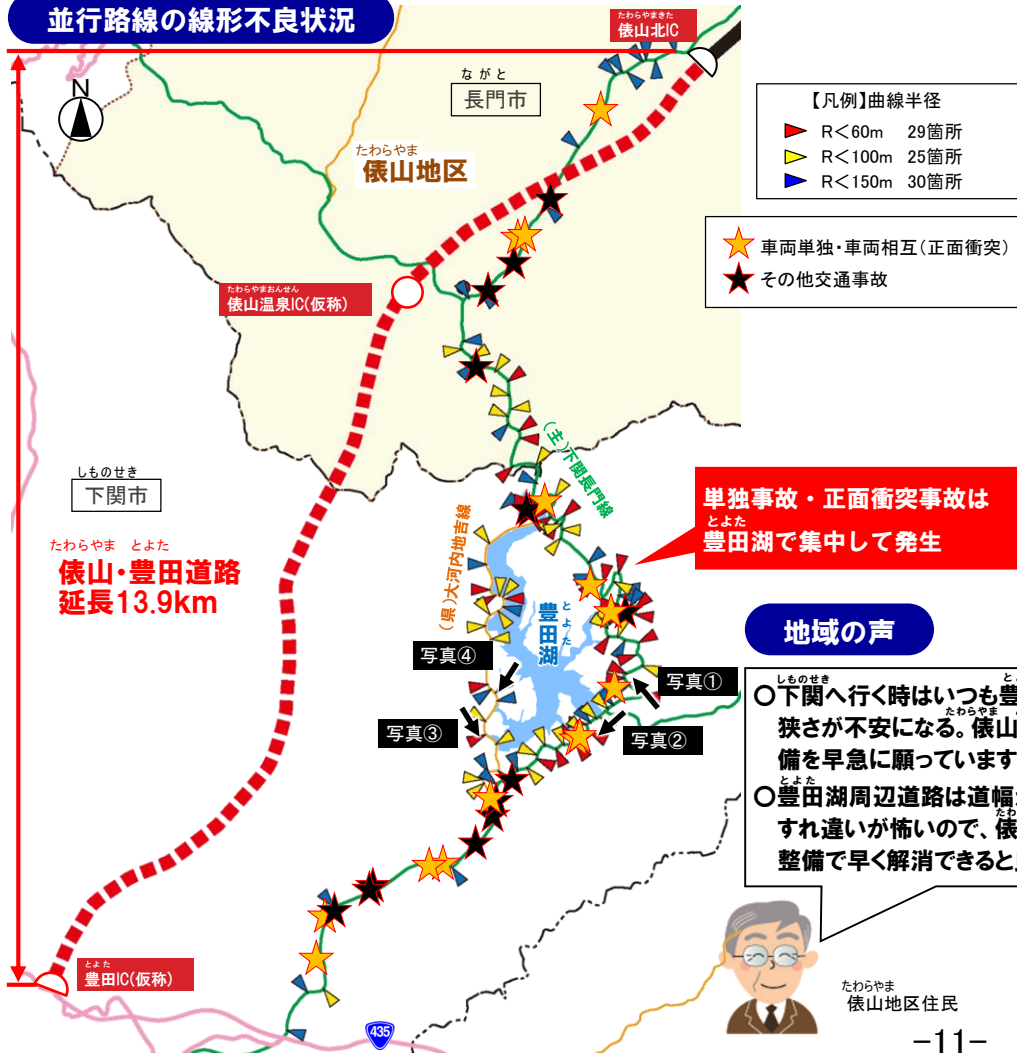 並行路線の線形不良状況
たわらやまきた
俵山北IC
N
ながと
長門市
たわらやま
俵山地区
【凡例】曲線半径
R<60m 29箇所
R<100m 25箇所
R<150m 30箇所
車両単独・車両相互(正面衝突)
その他交通事故
たわらやまおんせん
俵山温泉IC(仮称)
(主)下関長門線
しものせき
下関市
単独事故・正面衝突事故は
とよた
豊田湖で集中して発生
たわらやま とよた
俵山・豊田道路
延長13.9km
(県)大河内地吉線
とよた
豊田湖
地域の声
写真④
写真①
写真③
写真②
しものせき と
○下関へ行く時はいつも豊
たわらやま
狭さが不安になる。俵山
備を早急に願っています
とよた
○豊田湖周辺道路は道幅
たわ
すれ違いが怖いので、俵
整備で早く解消できると
とよた
豊田IC(仮称)
435
たわらやま
俵山地区住民
-11-